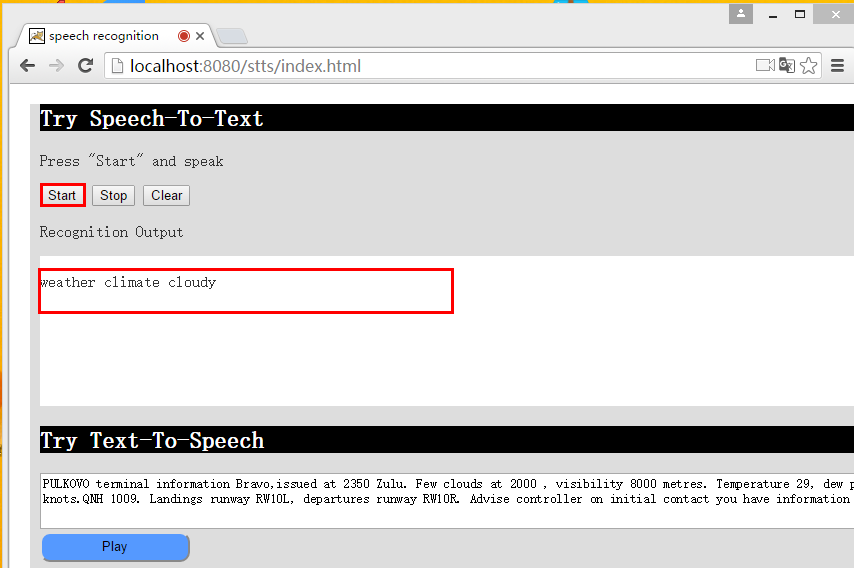 speech recognition
localhost:8080/stts/index.html
Try Speech-To-Text
Press "Start" and speak
Start Stop Clear
Recognition Output
weather climate cloudy
Try Text-To-Speech
PULKOVO terminal information Bravo,issued at 2350 Zulu. Few clouds at 2000 , visibility 8000 metres. Temperature 29, dew
knots.QNH 1009. Landings runway RW10L, departures runway RW10R. Advise controller on initial contact you have information
Play